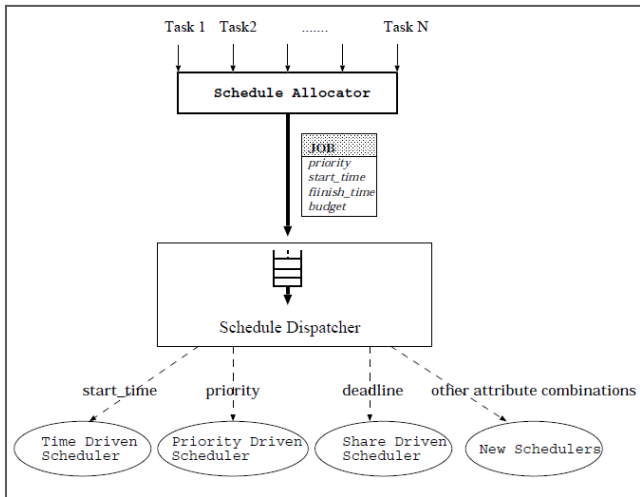 Task 1 Task2 ....... Task N
Schedule Allocator
JOB
priority
start_time
fiinish_time
budget
Schedule Dispatcher
start_time priority deadline other attribute combinations
Time Driven Scheduler
Priority Driven Scheduler
Share Driven Scheduler
New Schedulers